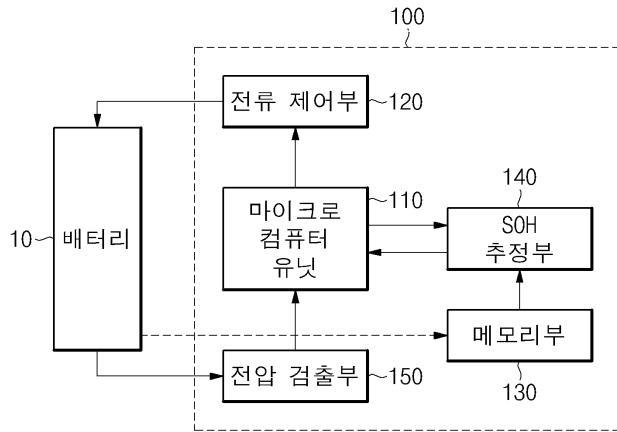 100
전류 제어부
120
110
마이크로
컴퓨터
유닛
140
SOH
추정부
10
배터리
메모리부
130
전압 검출부
150